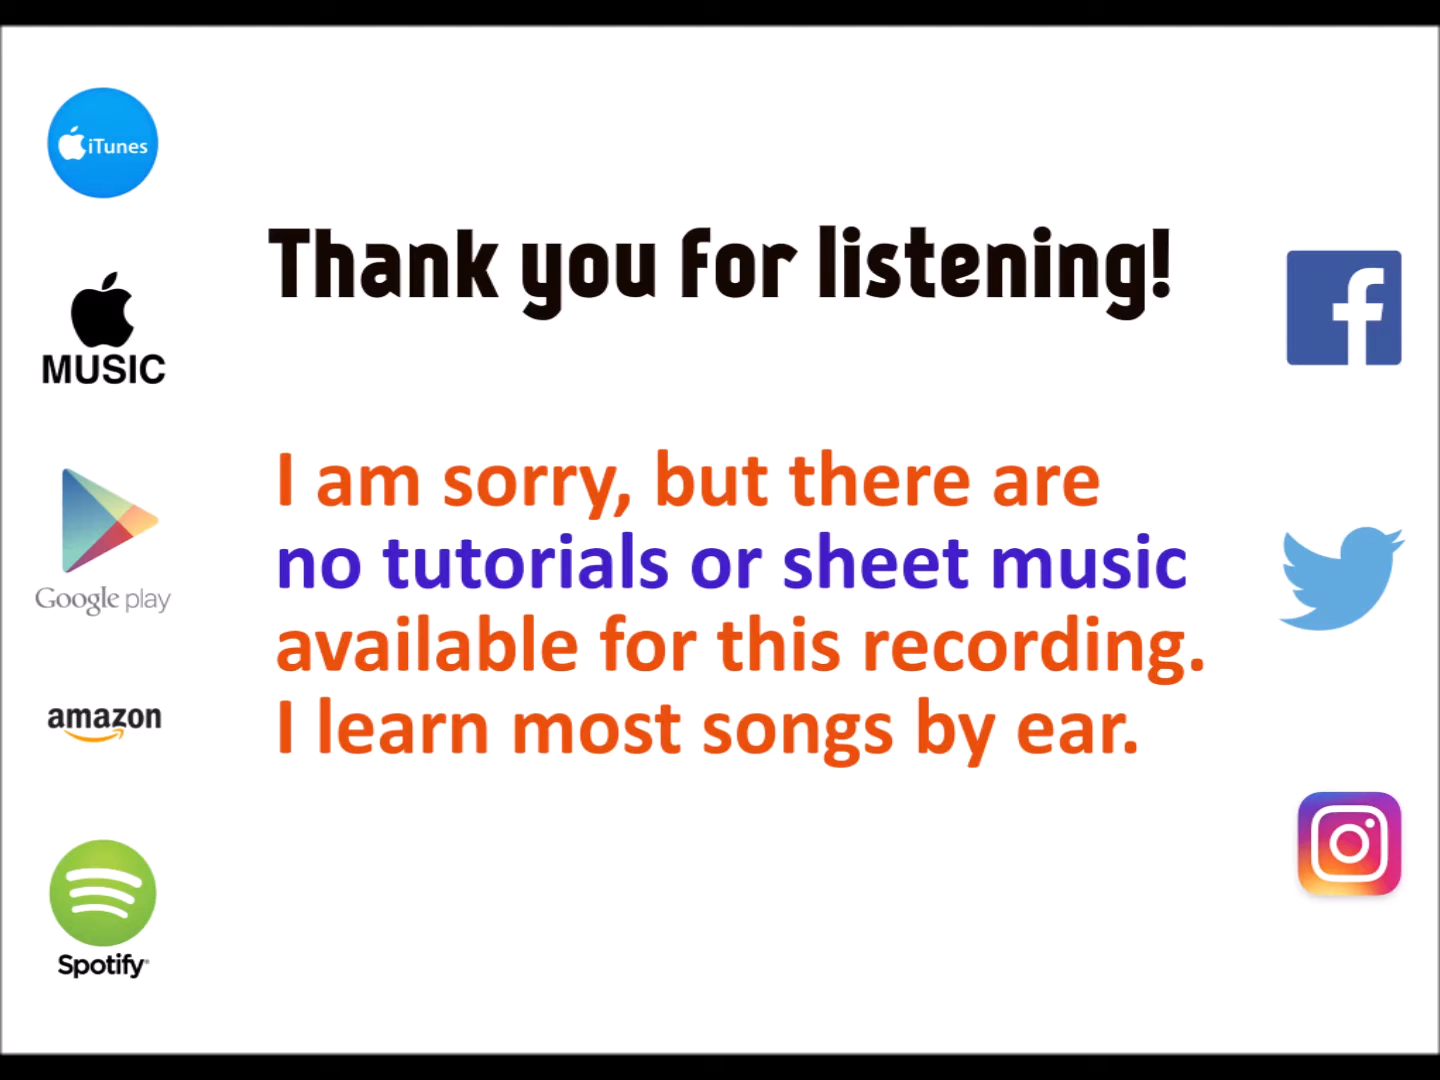 iTunes
MUSIC
Google play
amazon
Spotify
Thank you for listening!
I am sorry, but there are
no tutorials or sheet music
available for this recording.
I learn most songs by ear.